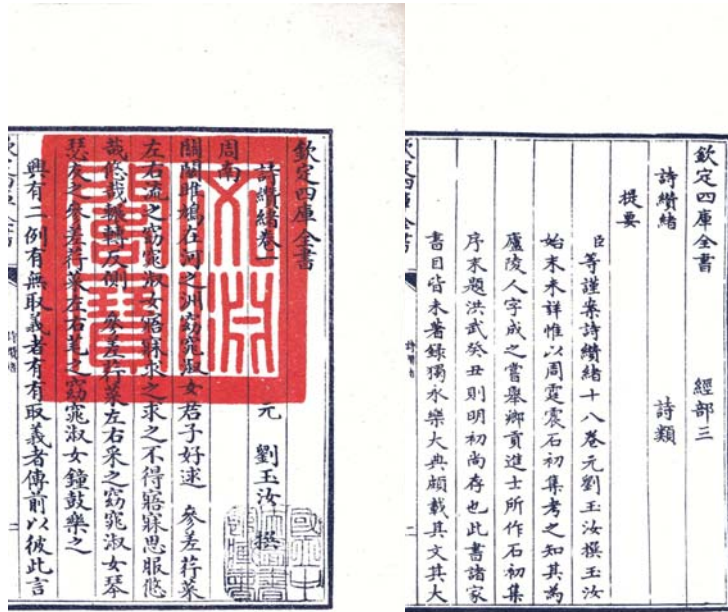 欽定四庫全書 經部三
詩纘緒 詩類
提要
臣等謹案詩纘緒十八卷元劉玉汝撰玉汝
始末未詳惟以周霆震石初集考之知其為
廬陵人字成之嘗舉鄉貢進士所作石初集
序末題洪武癸丑則明初尚存也此書諸家
書目皆未著錄獨永樂大典頗載其文其大
欽定四庫全書
詩纘緒卷一 元 劉玉汝 撰
周南
關關雎鳩在河之洲窈窕淑女君子好逑 參差荇菜
左右流之窈窕淑女寤寐求之求之不得寤寐思服悠
哉悠哉輾轉反側 參差荇菜左右采之窈窕淑女琴
瑟友之參差荇菜左右芼之窈窕淑女鐘鼓樂之
興有二例有無取義者有有取義者傳前以彼此言
文淵閣寶